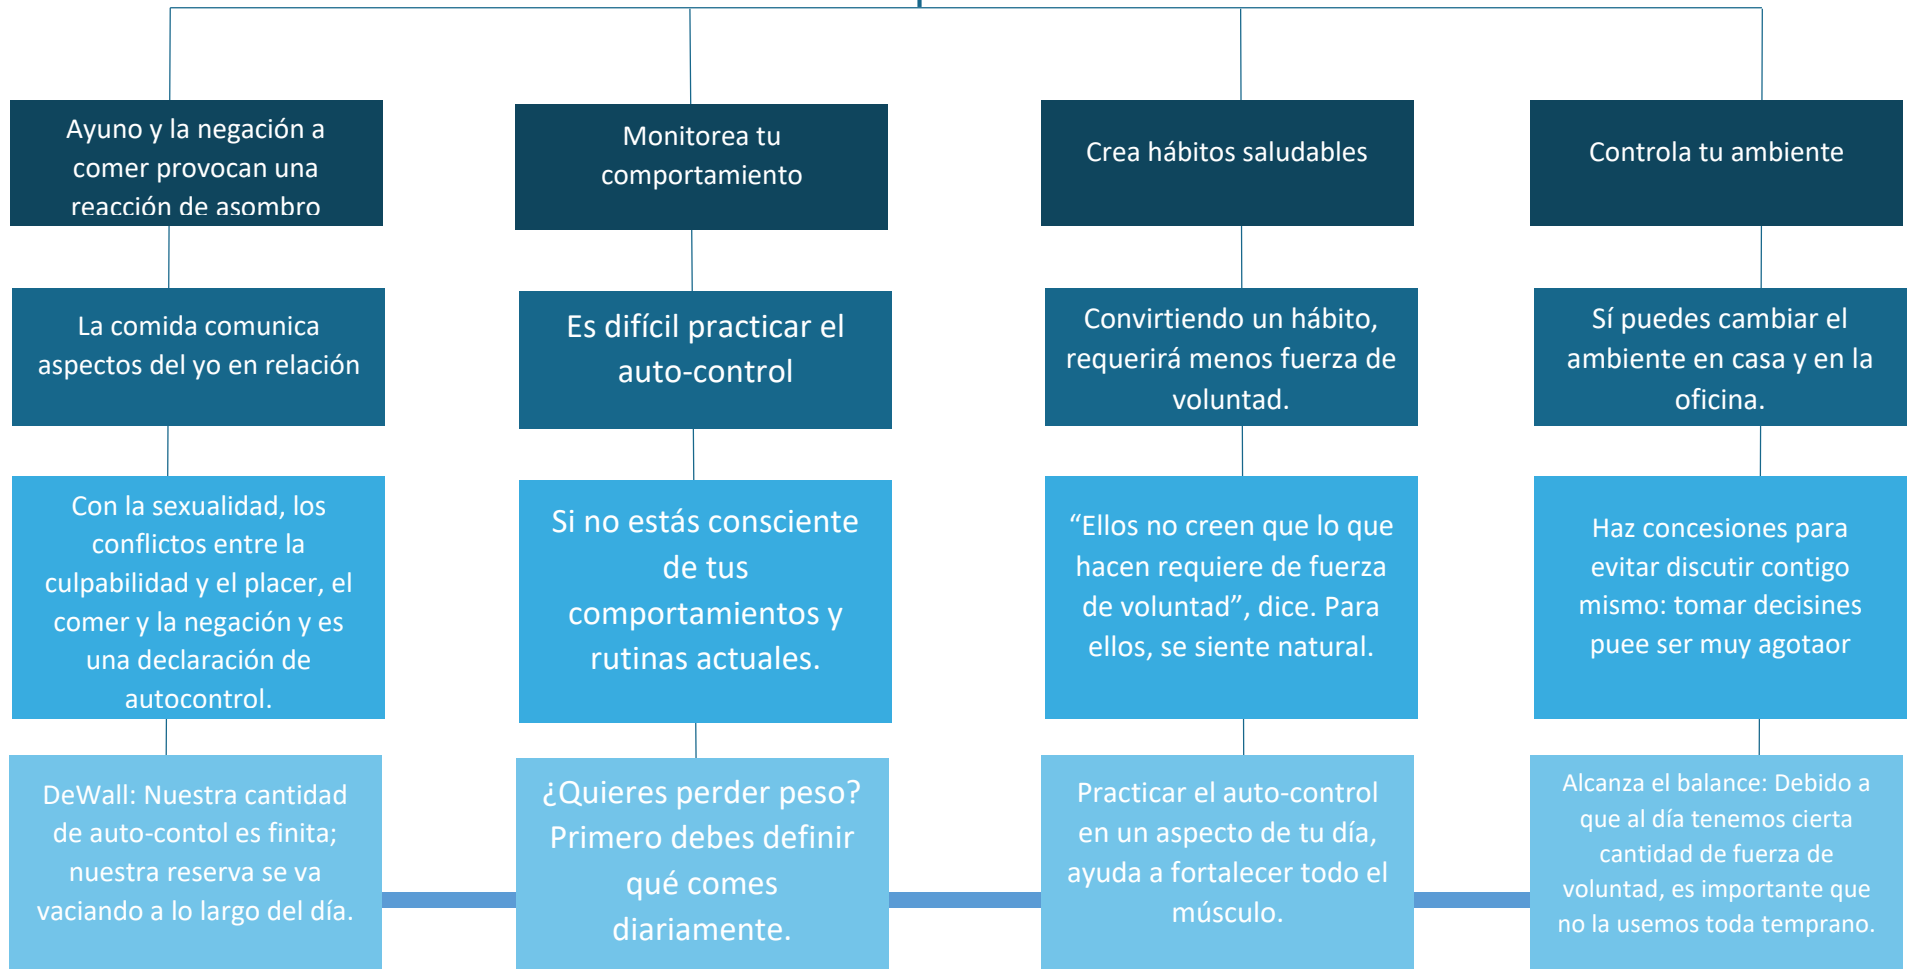 Ayuno y la negación a
comer provocan una
reacción de asombro
Monitorea tu
comportamiento
Crea hábitos saludables
Controla tu ambiente
La comida comunica
aspectos del yo en relación
Es difícil practicar el
auto-control
Convirtiendo un hábito,
requerirá menos fuerza de
voluntad.
Sí puedes cambiar el
ambiente en casa y en la
oficina.
Con la sexualidad, los
conflictos entre la
culpabilidad y el placer, el
comer y la negación y es
una declaración de
autocontrol.
Si no estás consciente
de tus
comportamientos y
rutinas actuales.
“Ellos no creen que lo que
hacen requiere de fuerza
de voluntad”, dice. Para
ellos, se siente natural.
Haz concesiones para
evitar discutir contigo
mismo: tomar decisines
puee ser muy agotaor
DeWall: Nuestra cantidad
de auto-contol es finita;
nuestra reserva se va
vaciando a lo largo del día.
¿Quieres perder peso?
Primero debes definir
qué comes
diariamente.
Practicar el auto-control
en un aspecto de tu día,
ayuda a fortalecer todo el
músculo.
Alcanza el balance: Debido a
que al día tenemos cierta
cantidad de fuerza de
voluntad, es importante que
no la usemos toda temprano.